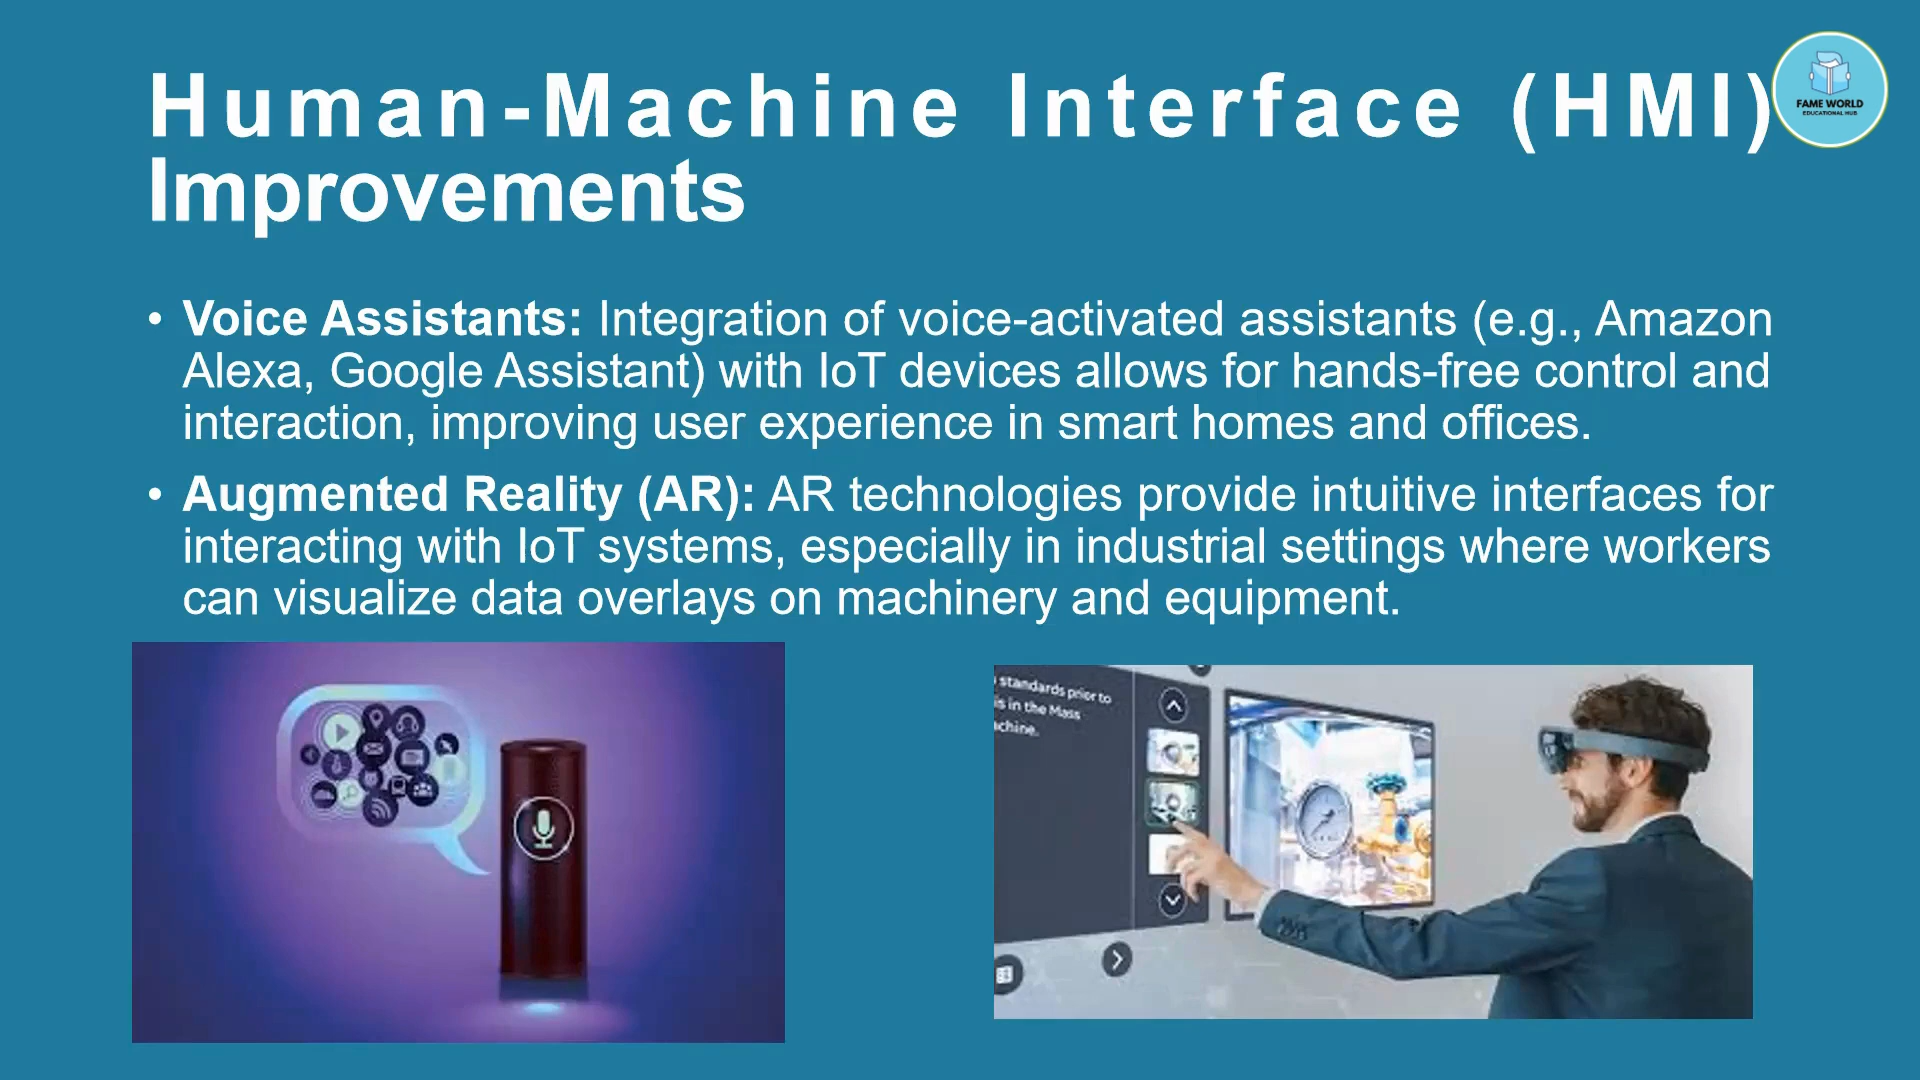 Human-Machine Interface (HMI)
Improvements
FAME WORLD
EDUCATIONAL HUB
• Voice Assistants: Integration of voice-activated assistants (e.g., Amazon
Alexa, Google Assistant) with IoT devices allows for hands-free control and
interaction, improving user experience in smart homes and offices.
• Augmented Reality (AR): AR technologies provide intuitive interfaces for
interacting with IoT systems, especially in industrial settings where workers
can visualize data overlays on machinery and equipment.
standards prior to
is in the Mass
achine.